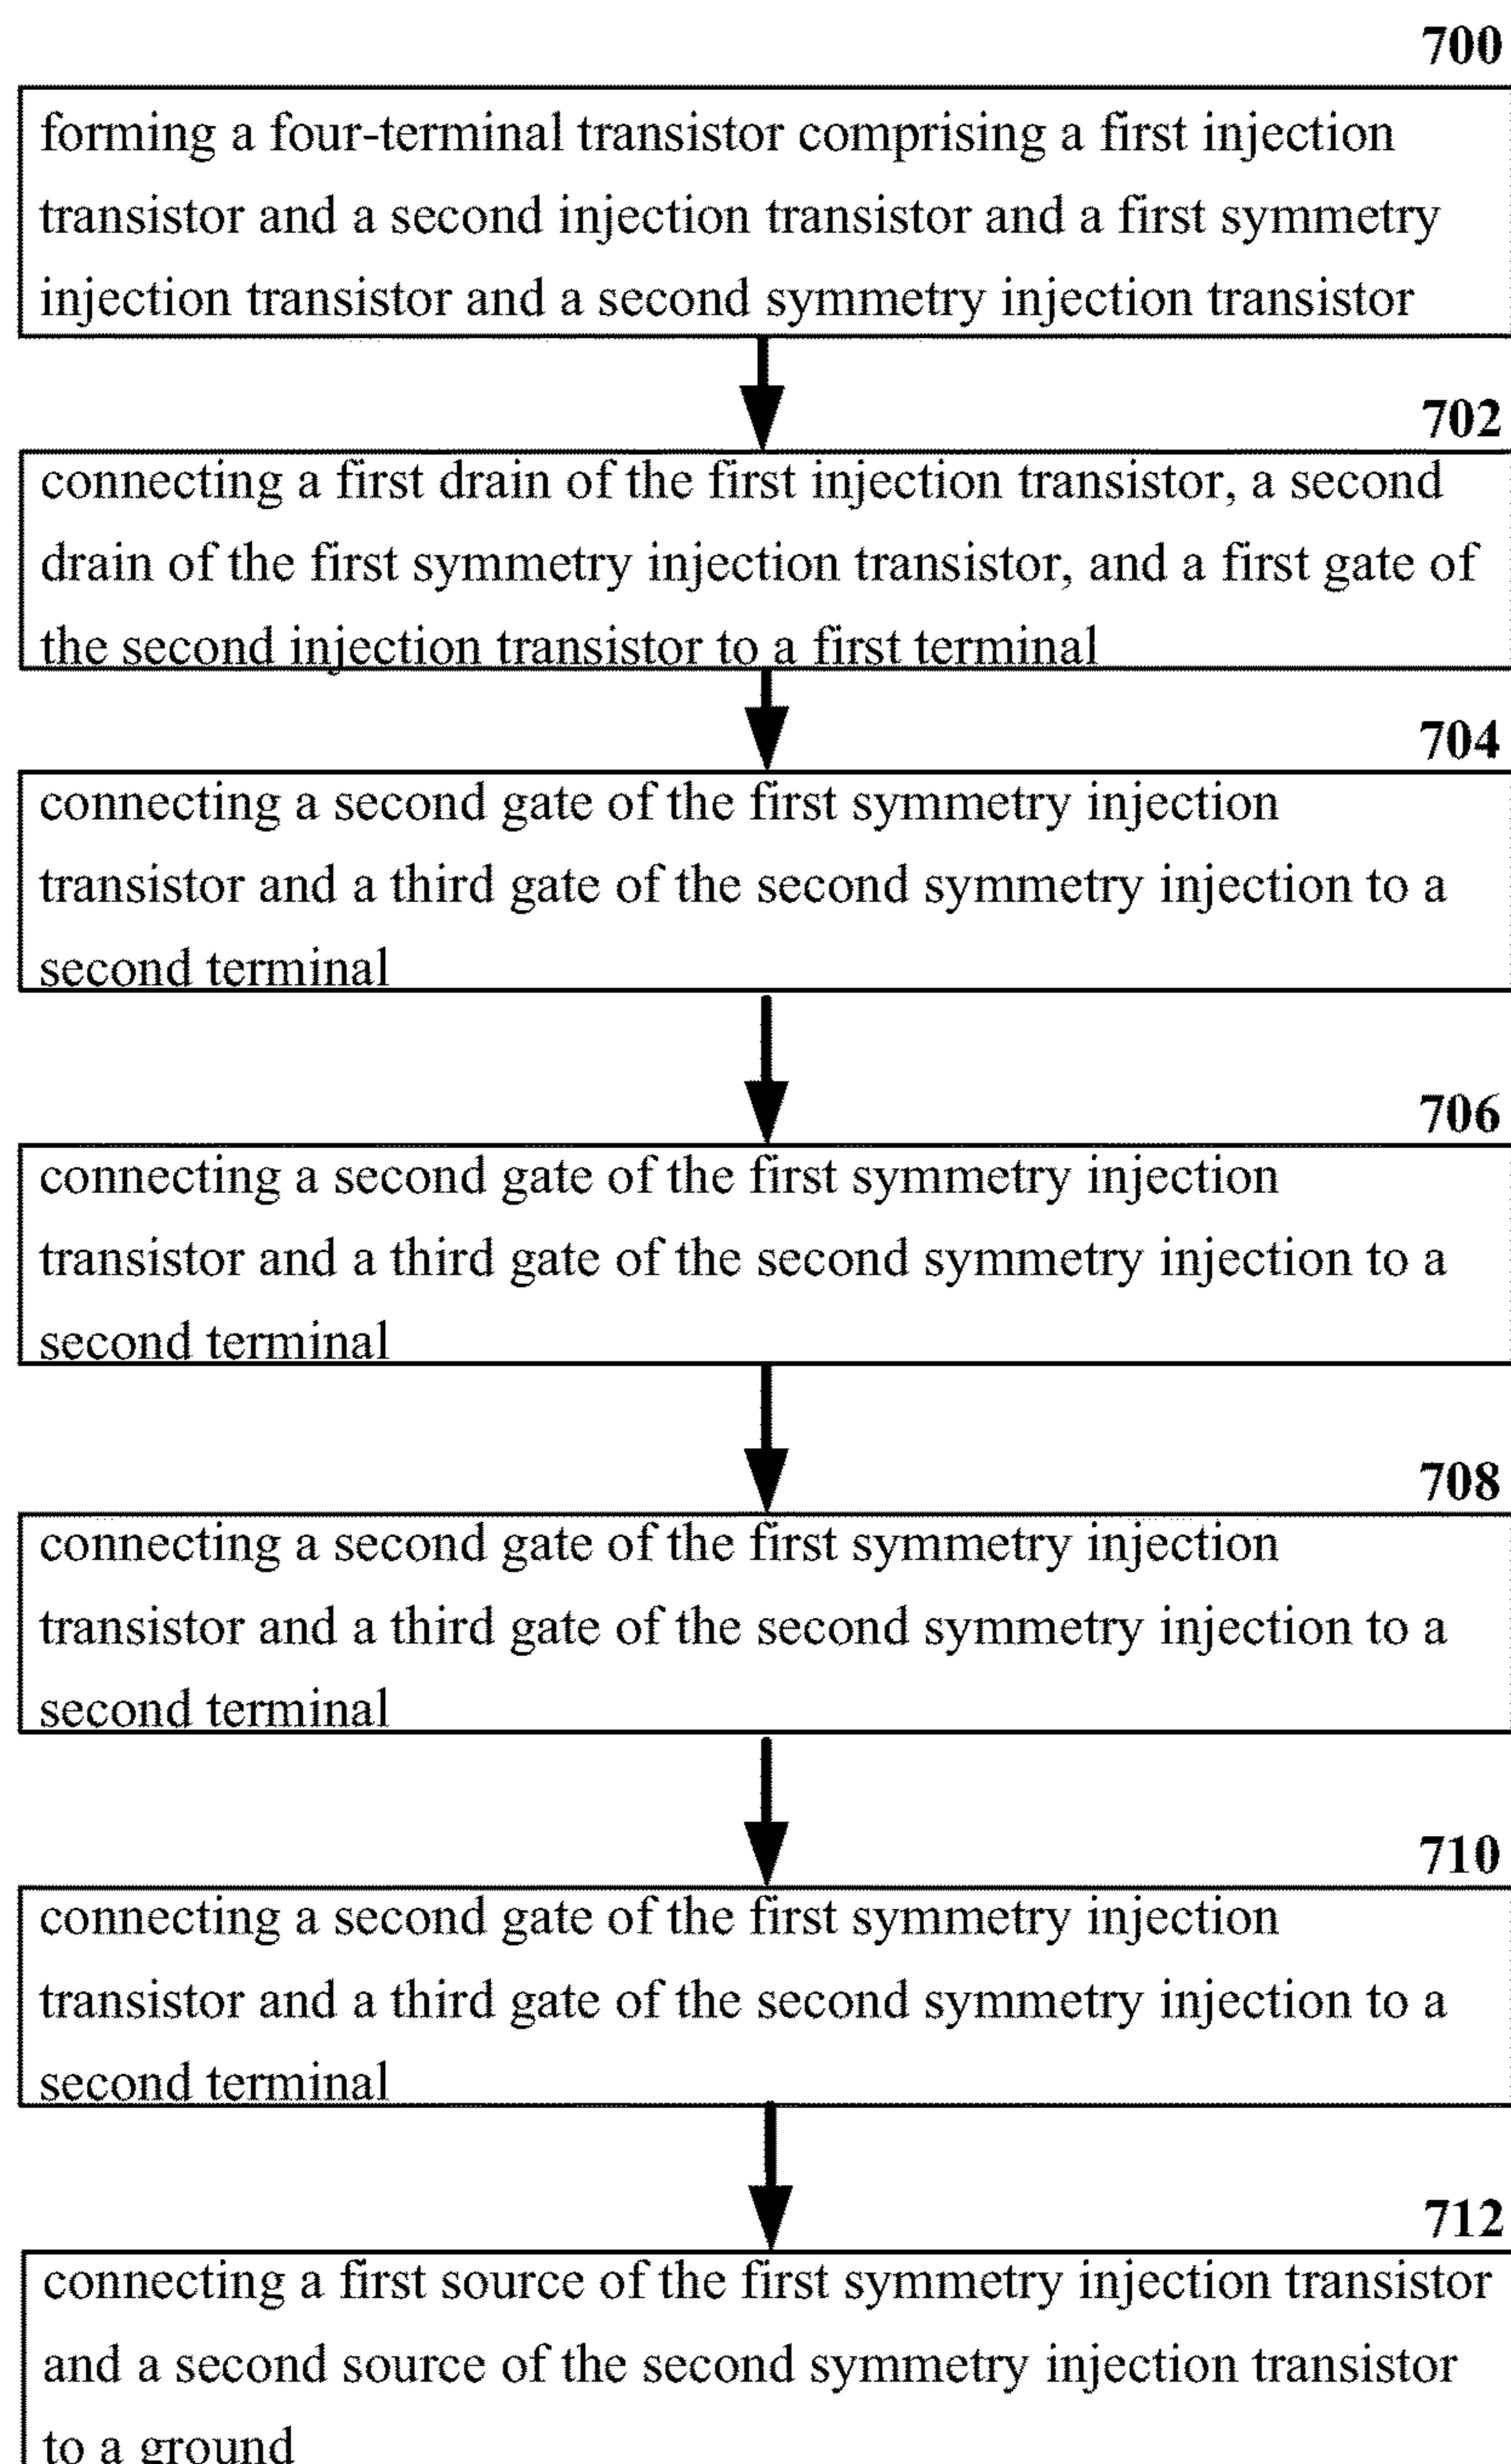 700
forming a four-terminal transistor comprising a first injection
transistor and a second injection transistor and a first symmetry
injection transistor and a second symmetry injection transistor
702
connecting a first drain of the first injection transistor, a second
drain of the first symmetry injection transistor, and a first gate of
the second injection transistor to a first terminal
704
connecting a second gate of the first symmetry injection
transistor and a third gate of the second symmetry injection to a
second terminal
706
connecting a second gate of the first symmetry injection
transistor and a third gate of the second symmetry injection to a
second terminal
708
connecting a second gate of the first symmetry injection
transistor and a third gate of the second symmetry injection to a
second terminal
710
connecting a second gate of the first symmetry injection
transistor and a third gate of the second symmetry injection to a
second terminal
712
connecting a first source of the first symmetry injection transistor
and a second source of the second symmetry injection transistor
to a ground